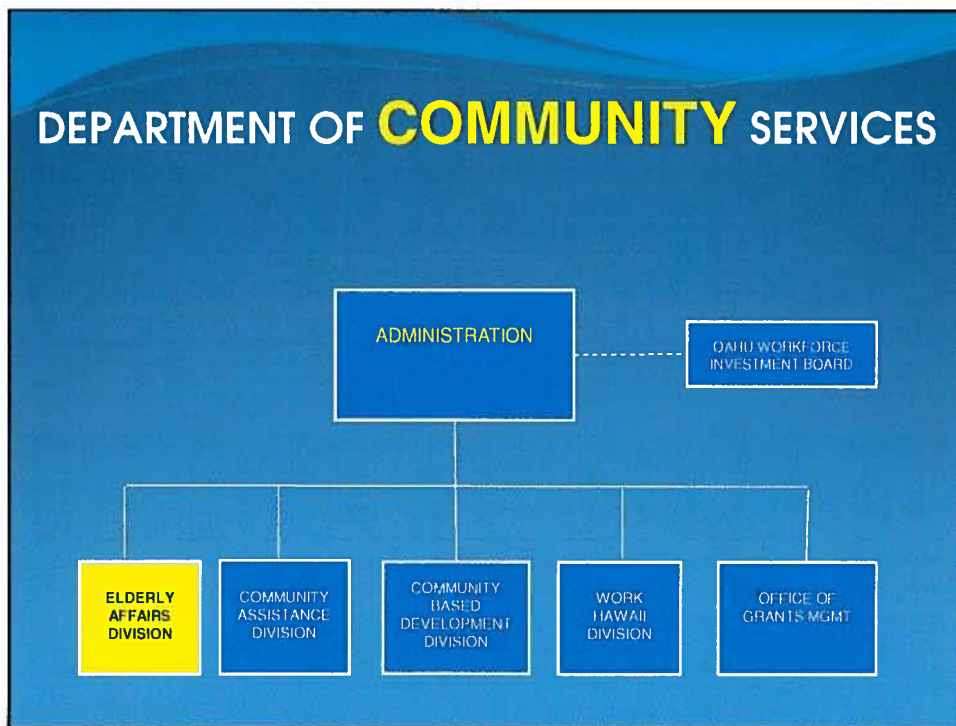 DEPARTMENT OF COMMUNITY SERVICES
ADMINISTRATION
OAHU WORKFORCE
INVESTMENT BOARD
ELDERLY
AFFAIRS
DIVISION
COMMUNITY
ASSISTANCE
DIVISION
COMMUNITY
BASED
DEVELOPMENT
DIVISION
WORK
HAWAII
DIVISION
OFFICE OF
GRANTS MGMT